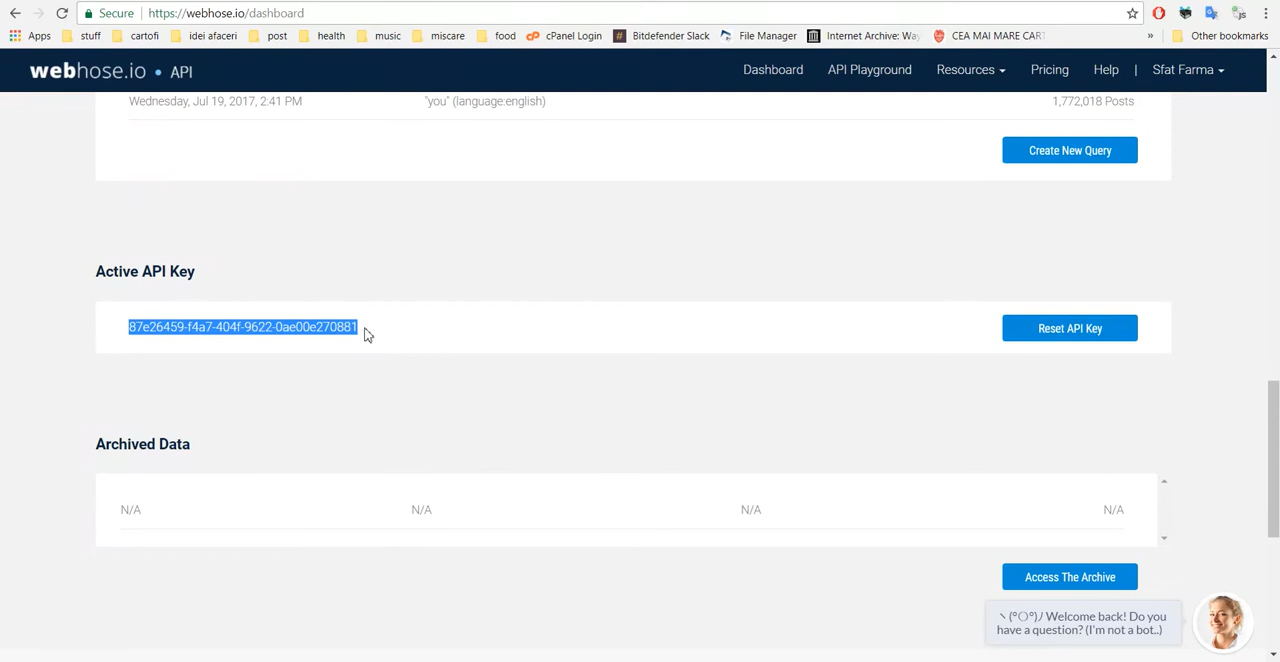 Secure | https://webhose.io/dashboard
Apps stuff cartofi idei afaceri post health music miscare food cPanel Login Bitdefender Slack File Manager Internet Archive: Way CEA MAI MARE CART » Other bookmarks
webhose.io • API Dashboard API Playground Resources Pricing Help | Sfat Farma
Wednesday, Jul 19, 2017, 2:41 PM "you" (language:english) 1,772,018 Posts
Create New Query
Active API Key
87e26459-f4a7-404f-9622-0ae00e270881 Reset API Key
Archived Data
N/A N/A N/A N/A
Access The Archive
ヽ(°〇°)ﾉ Welcome back! Do you
have a question? (I'm not a bot..)